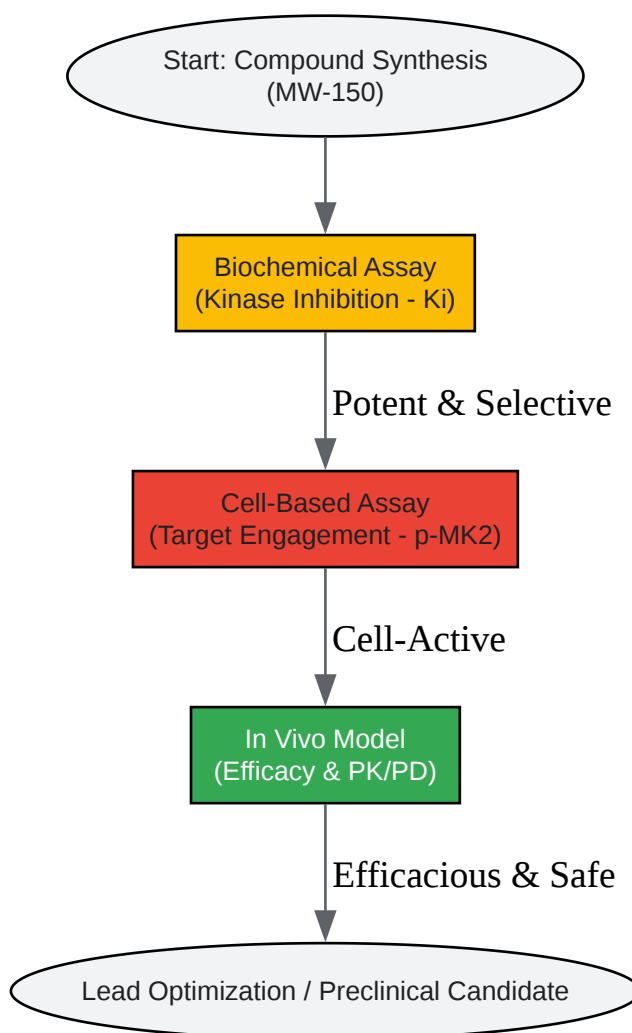 Start: Compound Synthesis
(MW-150)
Biochemical Assay
(Kinase Inhibition - Ki)
Potent & Selective
Cell-Based Assay
(Target Engagement - p-MK2)
Cell-Active
In Vivo Model
(Efficacy & PK/PD)
Efficacious & Safe
Lead Optimization / Preclinical Candidate